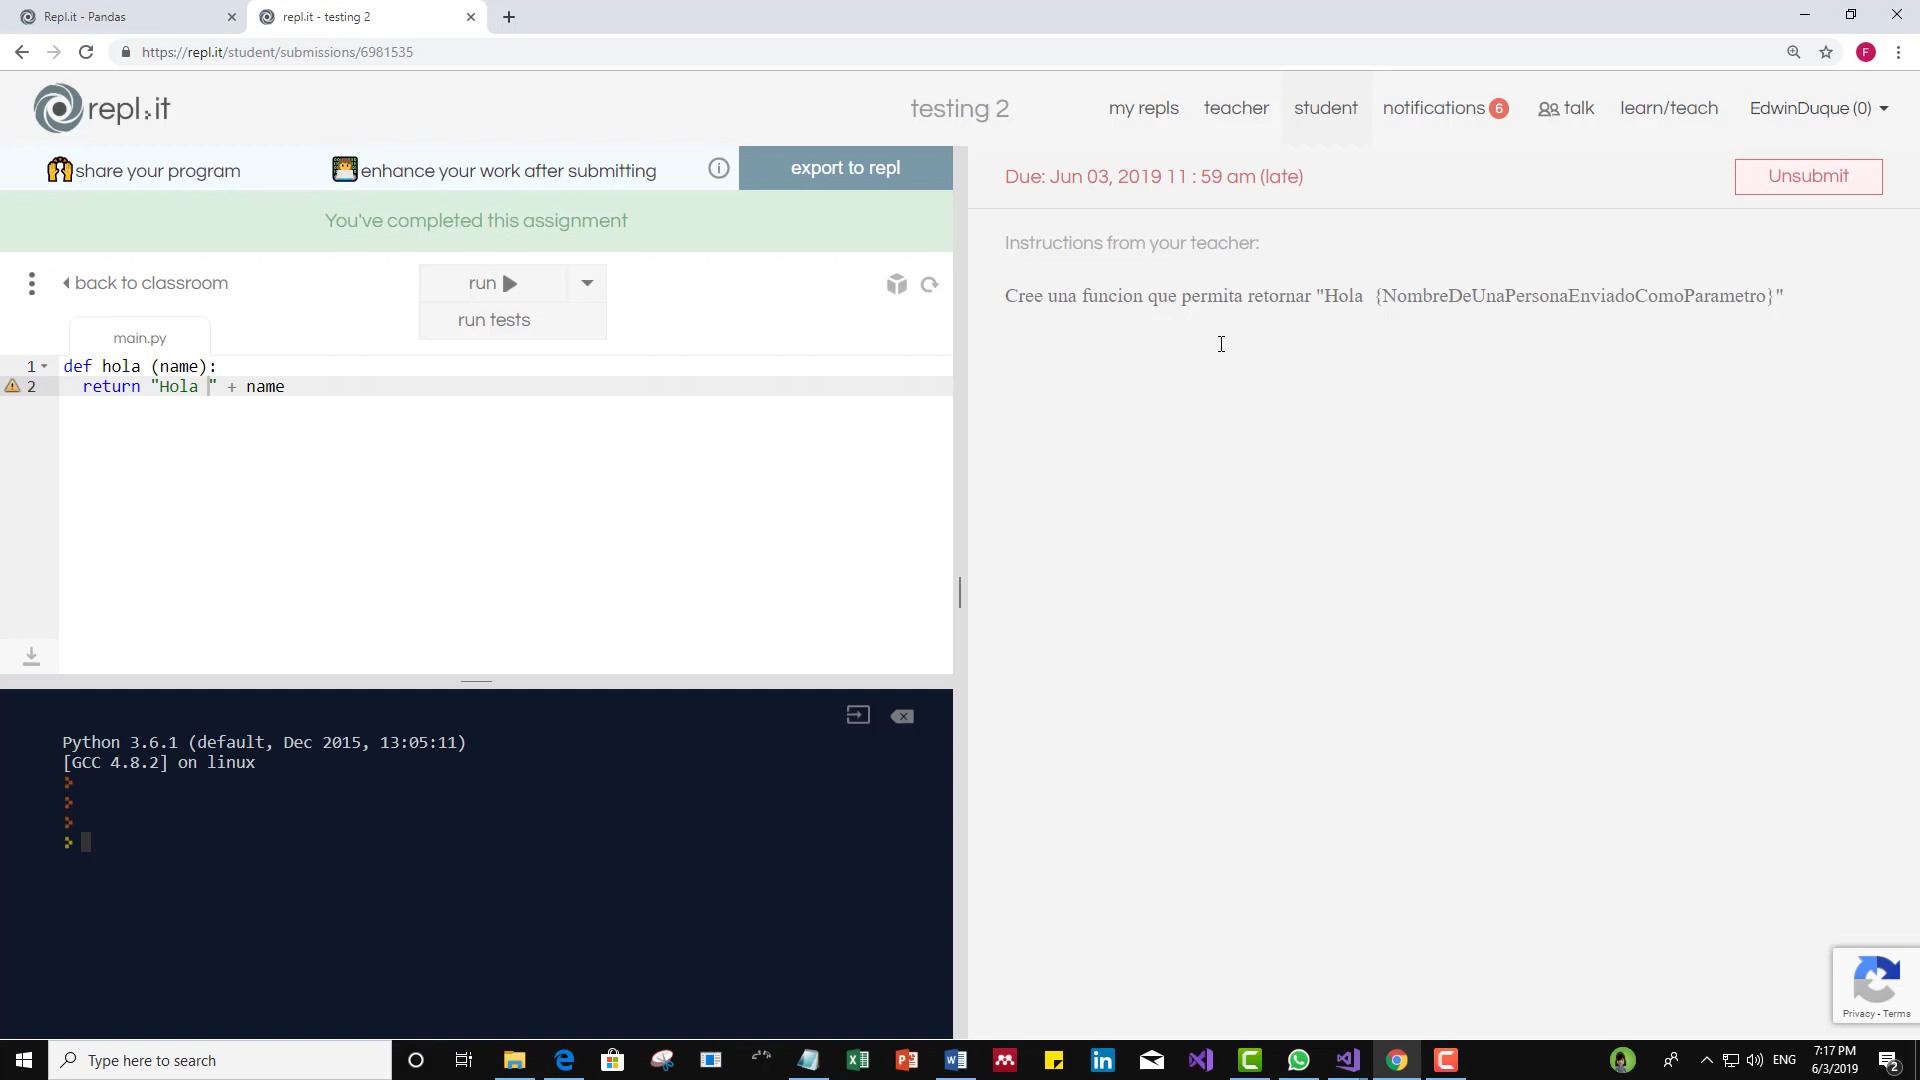 Repl.it - Pandas
repl.it - testing 2
https://repl.it/student/submissions/6981535
F
repl.it
testing 2
my repls
teacher
student
notifications 6
talk
learn/teach
EdwinDuque (0)
share your program
enhance your work after submitting
export to repl
You've completed this assignment
back to classroom
run
run tests
main.py
1 def hola (name):
2 return "Hola " + name
Python 3.6.1 (default, Dec 2015, 13:05:11)
[GCC 4.8.2] on linux
Due: Jun 03, 2019 11 : 59 am (late)
Unsubmit
Instructions from your teacher:
Cree una funcion que permita retornar "Hola {NombreDeUnaPersonaEnviadoComoParametro}"
Privacy - Terms
Type here to search
ENG
7:17 PM
6/3/2019
2